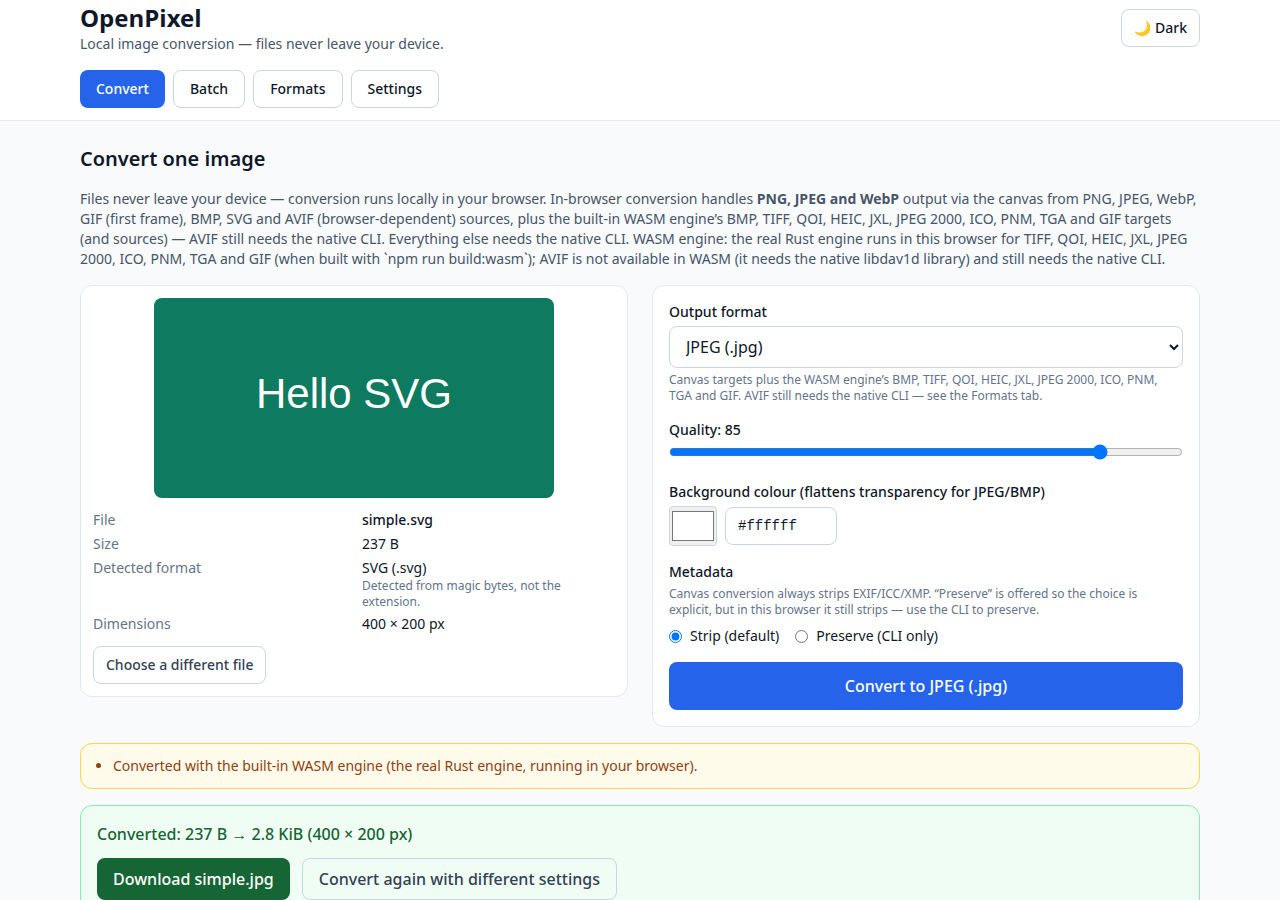 OpenPixel
Local image conversion — files never leave your device.
🌙 Dark
Convert
Batch
Formats
Settings
Convert one image
Files never leave your device — conversion runs locally in your browser. In-browser conversion handles PNG, JPEG and WebP output via the canvas from PNG, JPEG, WebP,
GIF (first frame), BMP, SVG and AVIF (browser-dependent) sources, plus the built-in WASM engine’s BMP, TIFF, QOI, HEIC, JXL, JPEG 2000, ICO, PNM, TGA and GIF targets
(and sources) — AVIF still needs the native CLI. Everything else needs the native CLI. WASM engine: the real Rust engine runs in this browser for TIFF, QOI, HEIC, JXL, JPEG
2000, ICO, PNM, TGA and GIF (when built with `npm run build:wasm`); AVIF is not available in WASM (it needs the native libdav1d library) and still needs the native CLI.
Hello SVG
File
simple.svg
Size
237 B
Detected format
SVG (.svg)
Detected from magic bytes, not the
extension.
Dimensions
400 × 200 px
Choose a different file
Output format
JPEG (.jpg)
Canvas targets plus the WASM engine’s BMP, TIFF, QOI, HEIC, JXL, JPEG 2000, ICO, PNM,
TGA and GIF. AVIF still needs the native CLI — see the Formats tab.
Quality: 85
Background colour (flattens transparency for JPEG/BMP)
#ffffff
Metadata
Canvas conversion always strips EXIF/ICC/XMP. “Preserve” is offered so the choice is
explicit, but in this browser it still strips — use the CLI to preserve.
Strip (default)
Preserve (CLI only)
Convert to JPEG (.jpg)
• Converted with the built-in WASM engine (the real Rust engine, running in your browser).
Converted: 237 B → 2.8 KiB (400 × 200 px)
Download simple.jpg
Convert again with different settings